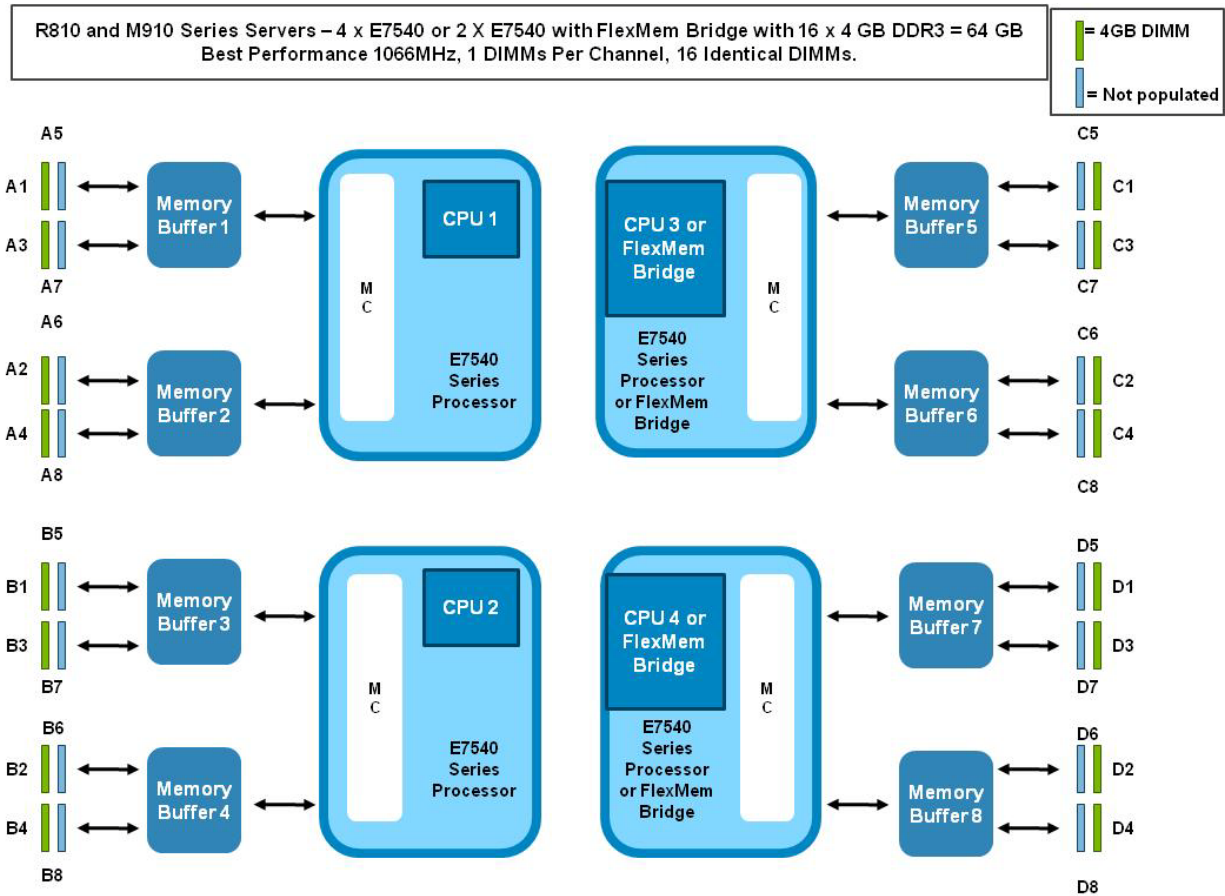 R810 and M910 Series Servers – 4 x E7540 or 2 X E7540 with FlexMem Bridge with 16 x 4 GB DDR3 = 64 GB
Best Performance 1066MHz, 1 DIMMs Per Channel, 16 Identical DIMMs.
= 4GB DIMM
= Not populated
A5
A1
A3
A7
Memory
Buffer 1
A6
A2
A4
A8
Memory
Buffer 2
M
C
CPU 1
E7540
Series
Processor
CPU 3 or
FlexMem
Bridge
M
C
E7540
Series
Processor
or FlexMem
Bridge
Memory
Buffer 5
C5
C1
C3
C7
Memory
Buffer 6
C6
C2
C4
C8
B5
B1
B3
B7
Memory
Buffer 3
B6
B2
B4
B8
Memory
Buffer 4
M
C
CPU 2
E7540
Series
Processor
CPU 4 or
FlexMem
Bridge
M
C
E7540
Series
Processor
or FlexMem
Bridge
Memory
Buffer 7
D5
D1
D3
D7
Memory
Buffer 8
D6
D2
D4
D8